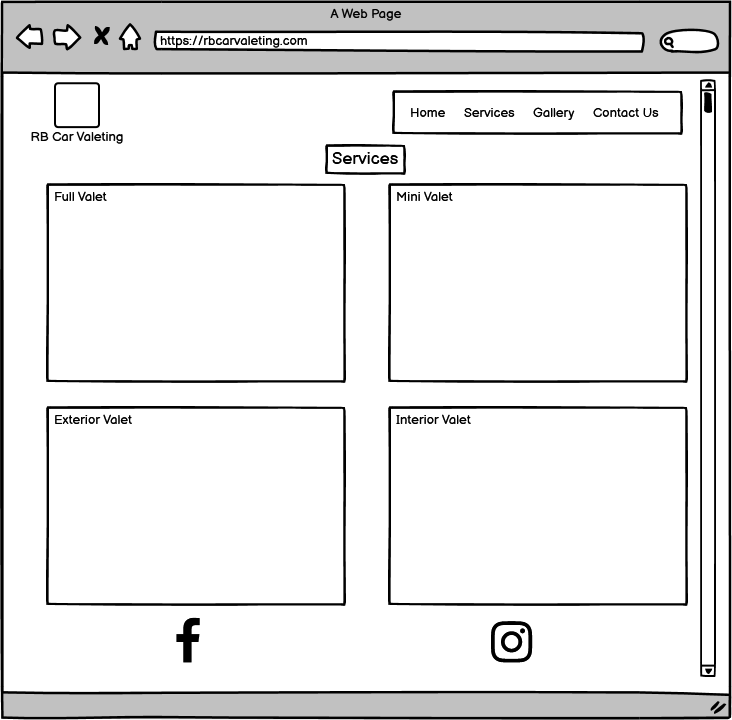 A Web Page
https://rbcarvaleting.com
RB Car Valeting
Home Services Gallery Contact Us
Services
Full Valet
Mini Valet
Exterior Valet
Interior Valet